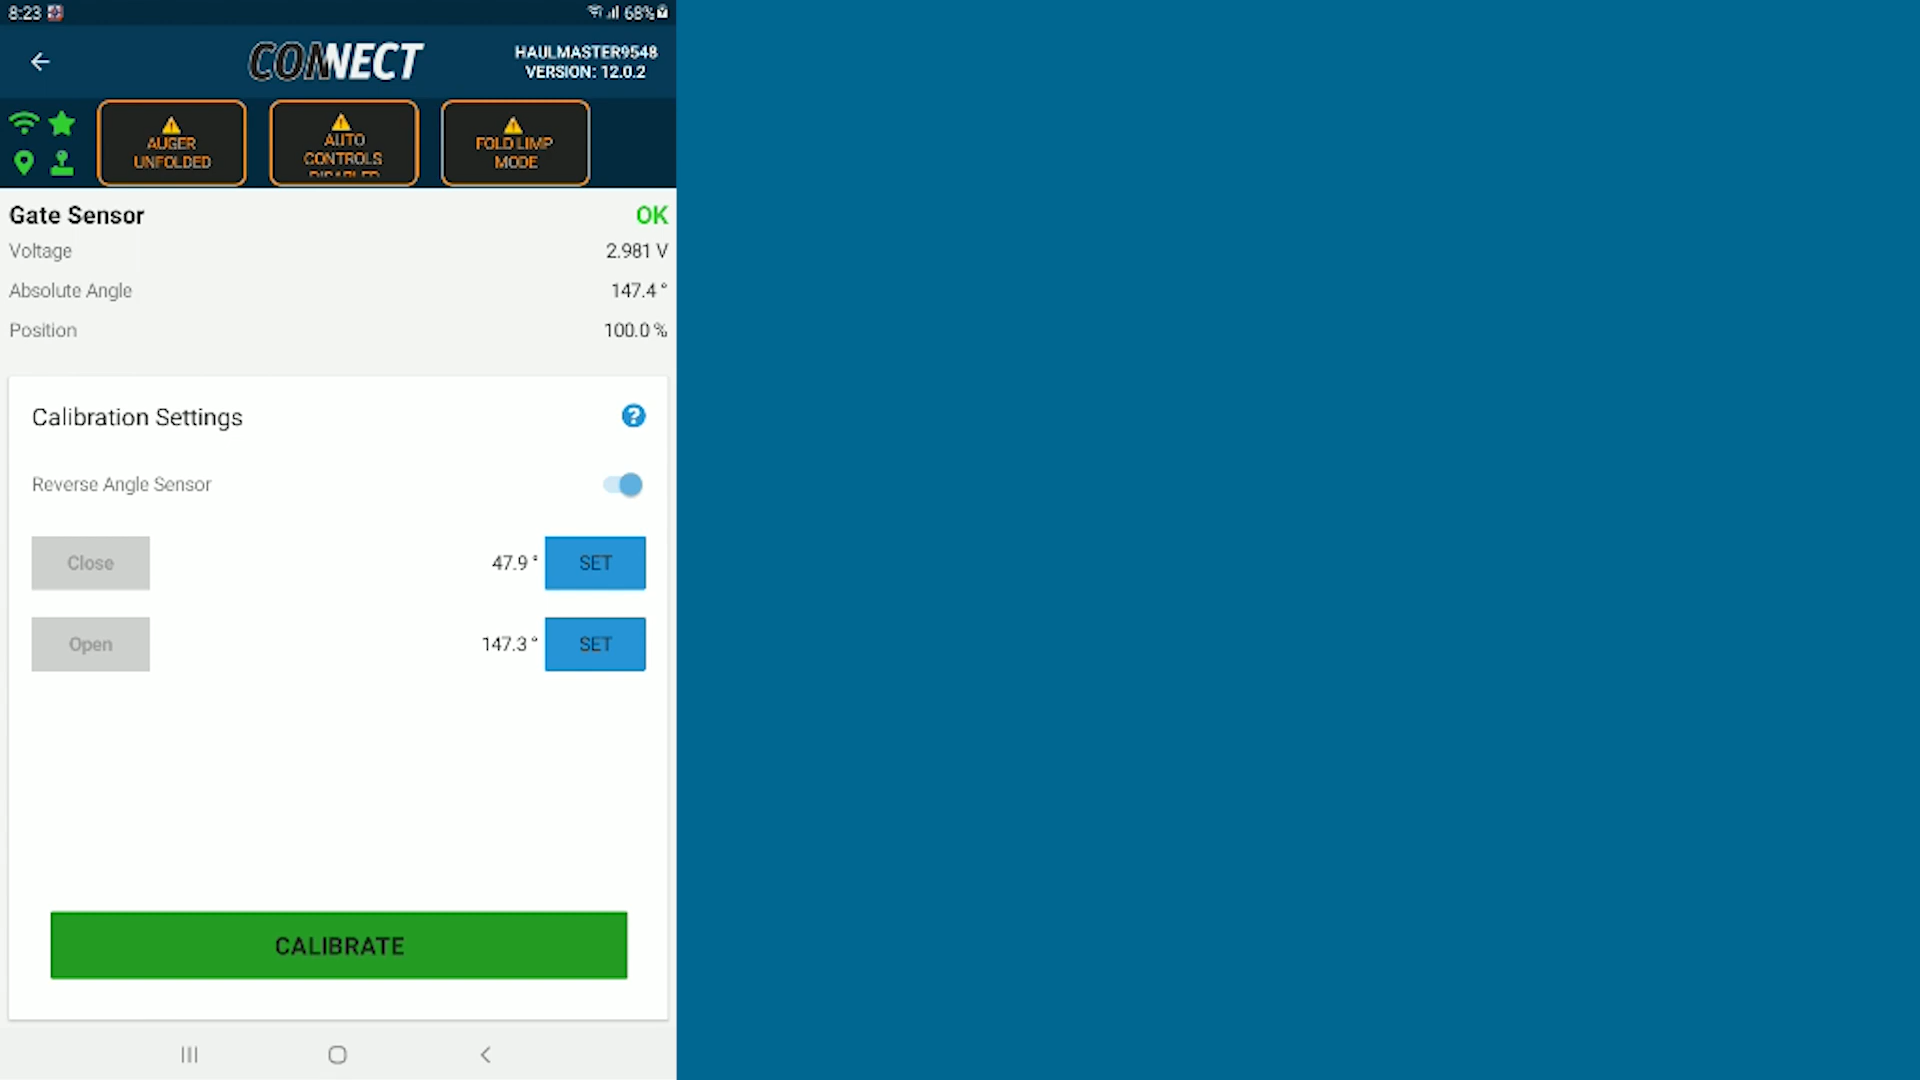 8:23
68%
CONNECT
HAULMASTER9548
VERSION: 12.0.2
AUGER
UNFOLDED
AUTO
CONTROLS
DISABLED
FOLD LIMP
MODE
Gate Sensor
OK
Voltage
2.981 V
Absolute Angle
147.4 °
Position
100.0 %
Calibration Settings
?
Reverse Angle Sensor
Close
47.9 °
SET
Open
147.3 °
SET
CALIBRATE